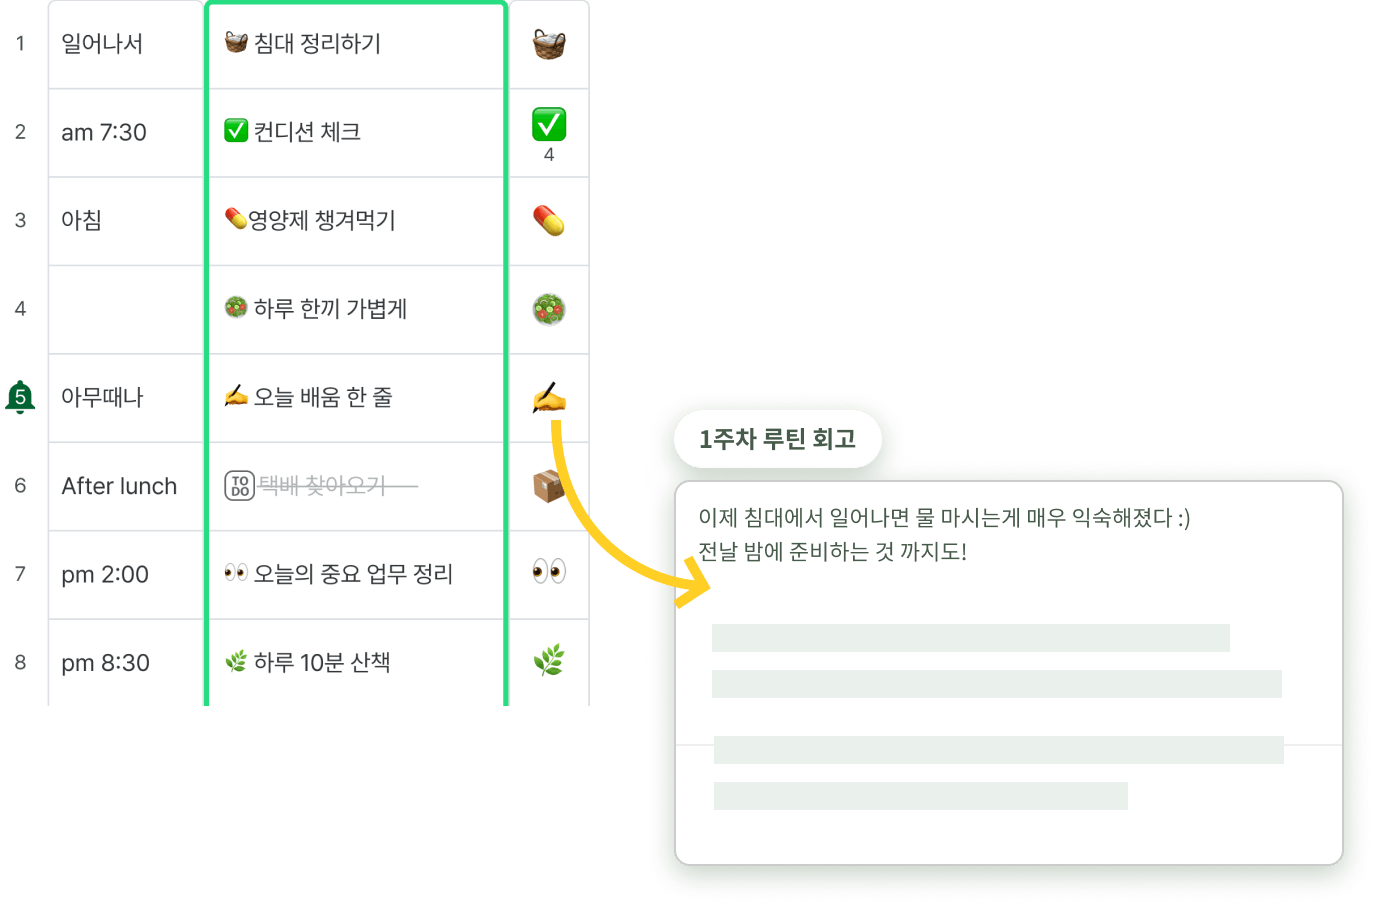 1 일어나서 🧺 침대 정리하기 🧺
2 am 7:30 ✅ 컨디션 체크 ✅
4
3 아침 💊영양제 챙겨먹기 💊
4 🥗 하루 한끼 가볍게 🥗
5 아무때나 ✍️ 오늘 배움 한 줄 ✍️
6 After lunch TO DO 택배 찾아오기 📦
7 pm 2:00 👀 오늘의 중요 업무 정리 👀
8 pm 8:30 🌿 하루 10분 산책 🌿
1주차 루틴 회고
이제 침대에서 일어나면 물 마시는게 매우 익숙해졌다 :)
전날 밤에 준비하는 것 까지도!